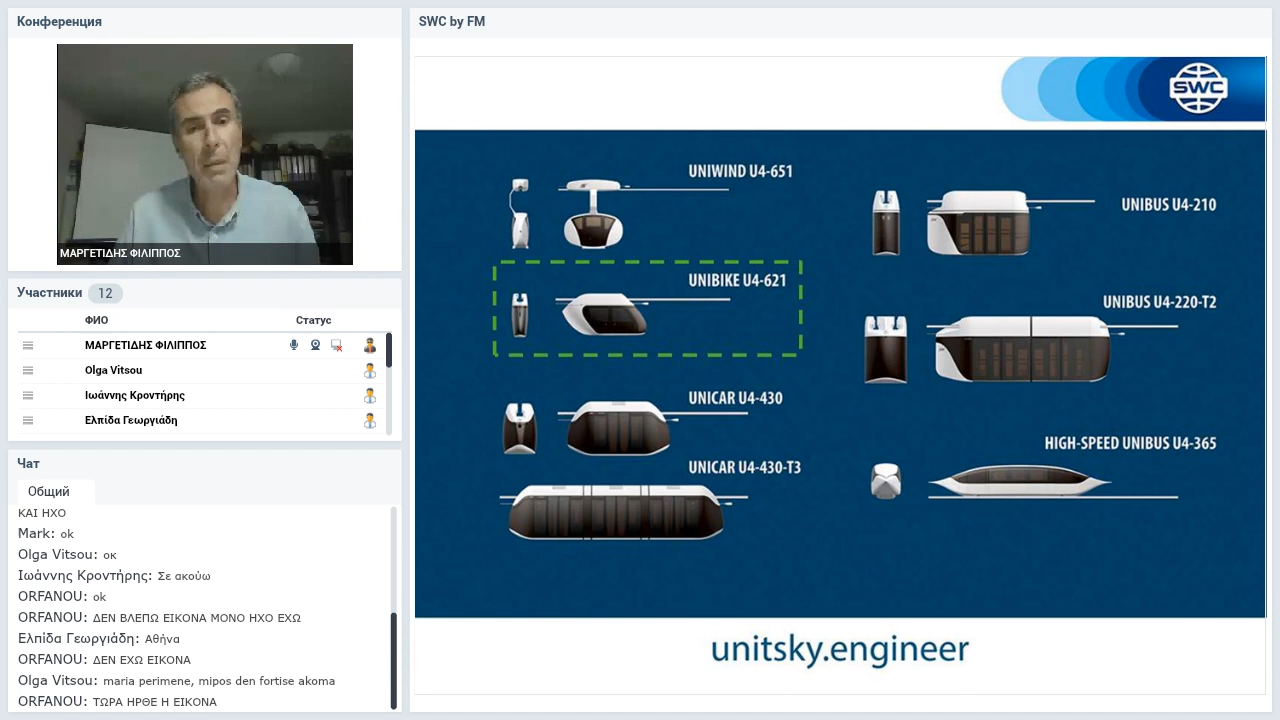 Конференция
ΜΑΡΓΕΤΙΔΗΣ ΦΙΛΙΠΠΟΣ
Участники 12
ФИО Статус
ΜΑΡΓΕΤΙΔΗΣ ΦΙΛΙΠΠΟΣ
Olga Vitsou
Ιωάννης Κροντήρης
Ελπίδα Γεωργιάδη
Чат
Общий
ΚΑΙ ΗΧΟ
Mark: ok
Olga Vitsou: οκ
Ιωάννης Κροντήρης: Σε ακούω
ORFANOU: ok
ORFANOU: ΔΕΝ ΒΛΕΠΩ ΕΙΚΟΝΑ ΜΟΝΟ ΗΧΟ ΕΧΩ
Ελπίδα Γεωργιάδη: Αθήνα
ORFANOU: ΔΕΝ ΕΧΩ ΕΙΚΟΝΑ
Olga Vitsou: maria perimene, mipos den fortise akoma
ORFANOU: ΤΩΡΑ ΗΡΘΕ Η ΕΙΚΟΝΑ
SWC by FM
SWC
UNIWIND U4-651
UNIBIKE U4-621
UNICAR U4-430
UNICAR U4-430-T3
UNIBUS U4-210
UNIBUS U4-220-T2
HIGH-SPEED UNIBUS U4-365
unitsky.engineer